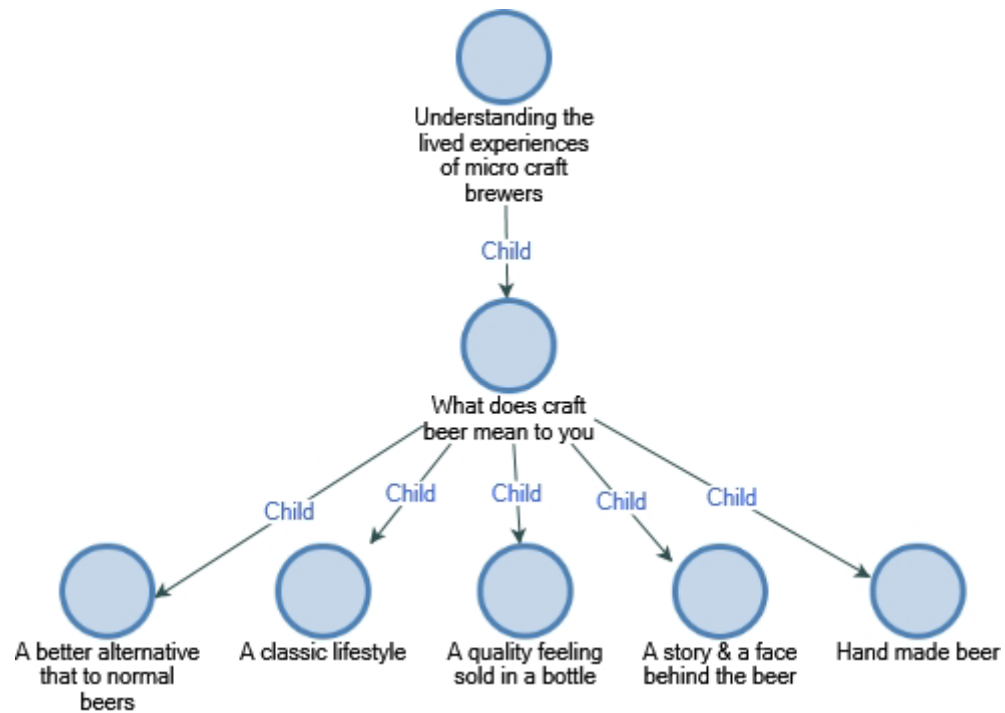 Understanding the
lived experiences
of micro craft
brewers
Child
What does craft
beer mean to you
Child
Child
Child
Child
Child
A better alternative
that to normal
beers
A classic lifestyle
A quality feeling
sold in a bottle
A story & a face
behind the beer
Hand made beer